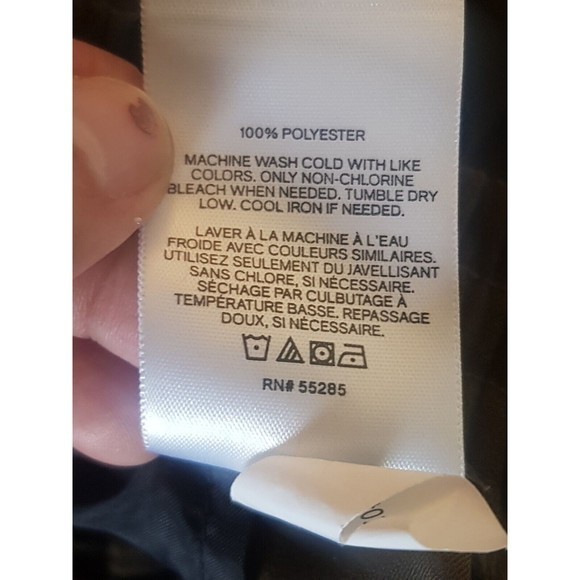 100% POLYESTER
MACHINE WASH COLD WITH LIKE
COLORS. ONLY NON-CHLORINE
BLEACH WHEN NEEDED. TUMBLE DRY
LOW. COOL IRON IF NEEDED.
LAVER À LA MACHINE À L'EAU
FROIDE AVEC COULEURS SIMILAIRES.
UTILISEZ SEULEMENT DU JAVELLISANT
SANS CHLORE, SI NÉCESSAIRE.
SÉCHAGE PAR CULBUTAGE À
TEMPÉRATURE BASSE. REPASSAGE
DOUX, SI NÉCESSAIRE.
RN# 55285